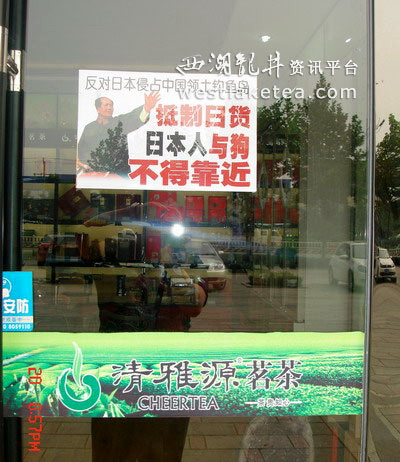 西湖龍井资讯平台
westlaketea.com
反对日本侵占中国领土钓鱼岛
抵制日货
日本人与狗
不得靠近
安防
清雅源茗茶
CHEERTEA
57PM